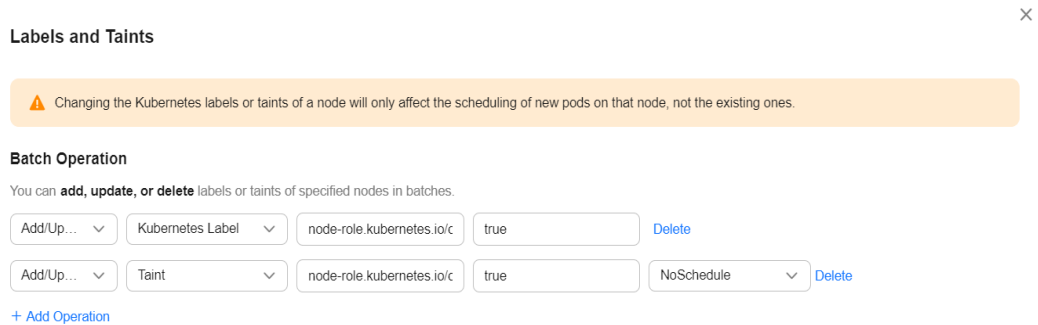 Labels and Taints
Changing the Kubernetes labels or taints of a node will only affect the scheduling of new pods on that node, not the existing ones.
Batch Operation
You can add, update, or delete labels or taints of specified nodes in batches.
Add/Up... Kubernetes Label node-role.kubernetes.io/c true Delete
Add/Up... Taint node-role.kubernetes.io/c true NoSchedule Delete
+ Add Operation